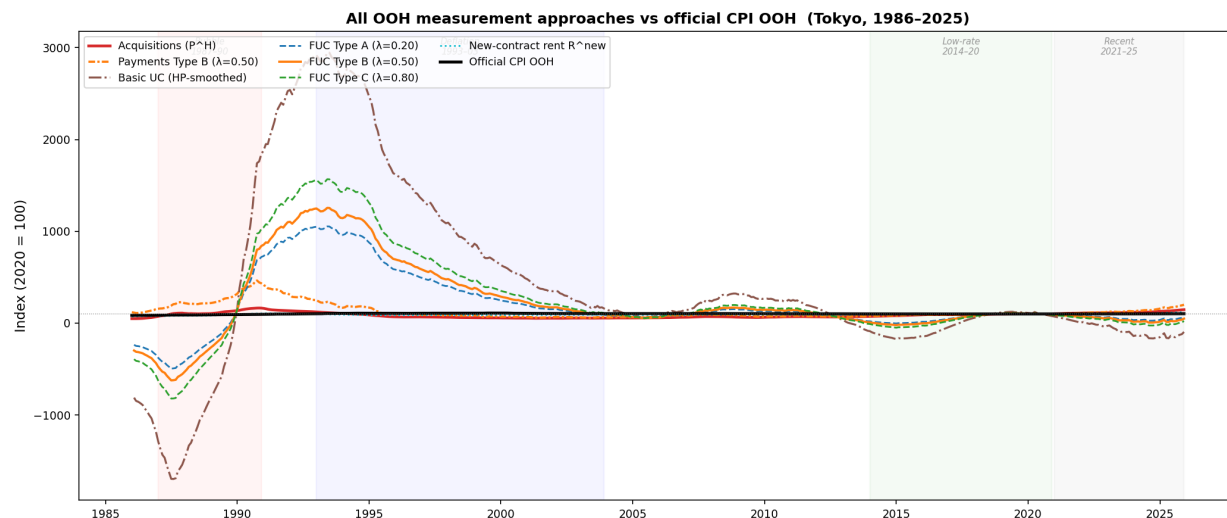 All OOH measurement approaches vs official CPI OOH  (Tokyo, 1986–2025)
Acquisitions (P^H)
Payments Type B (λ=0.50)
Basic UC (HP-smoothed)
FUC Type A (λ=0.20)
FUC Type B (λ=0.50)
FUC Type C (λ=0.80)
New-contract rent R^new
Official CPI OOH
Low-rate
2014–20
Recent
2021–25
Index (2020 = 100)
3000
2000
1000
0
−1000
1985
1990
1995
2000
2005
2010
2015
2020
2025